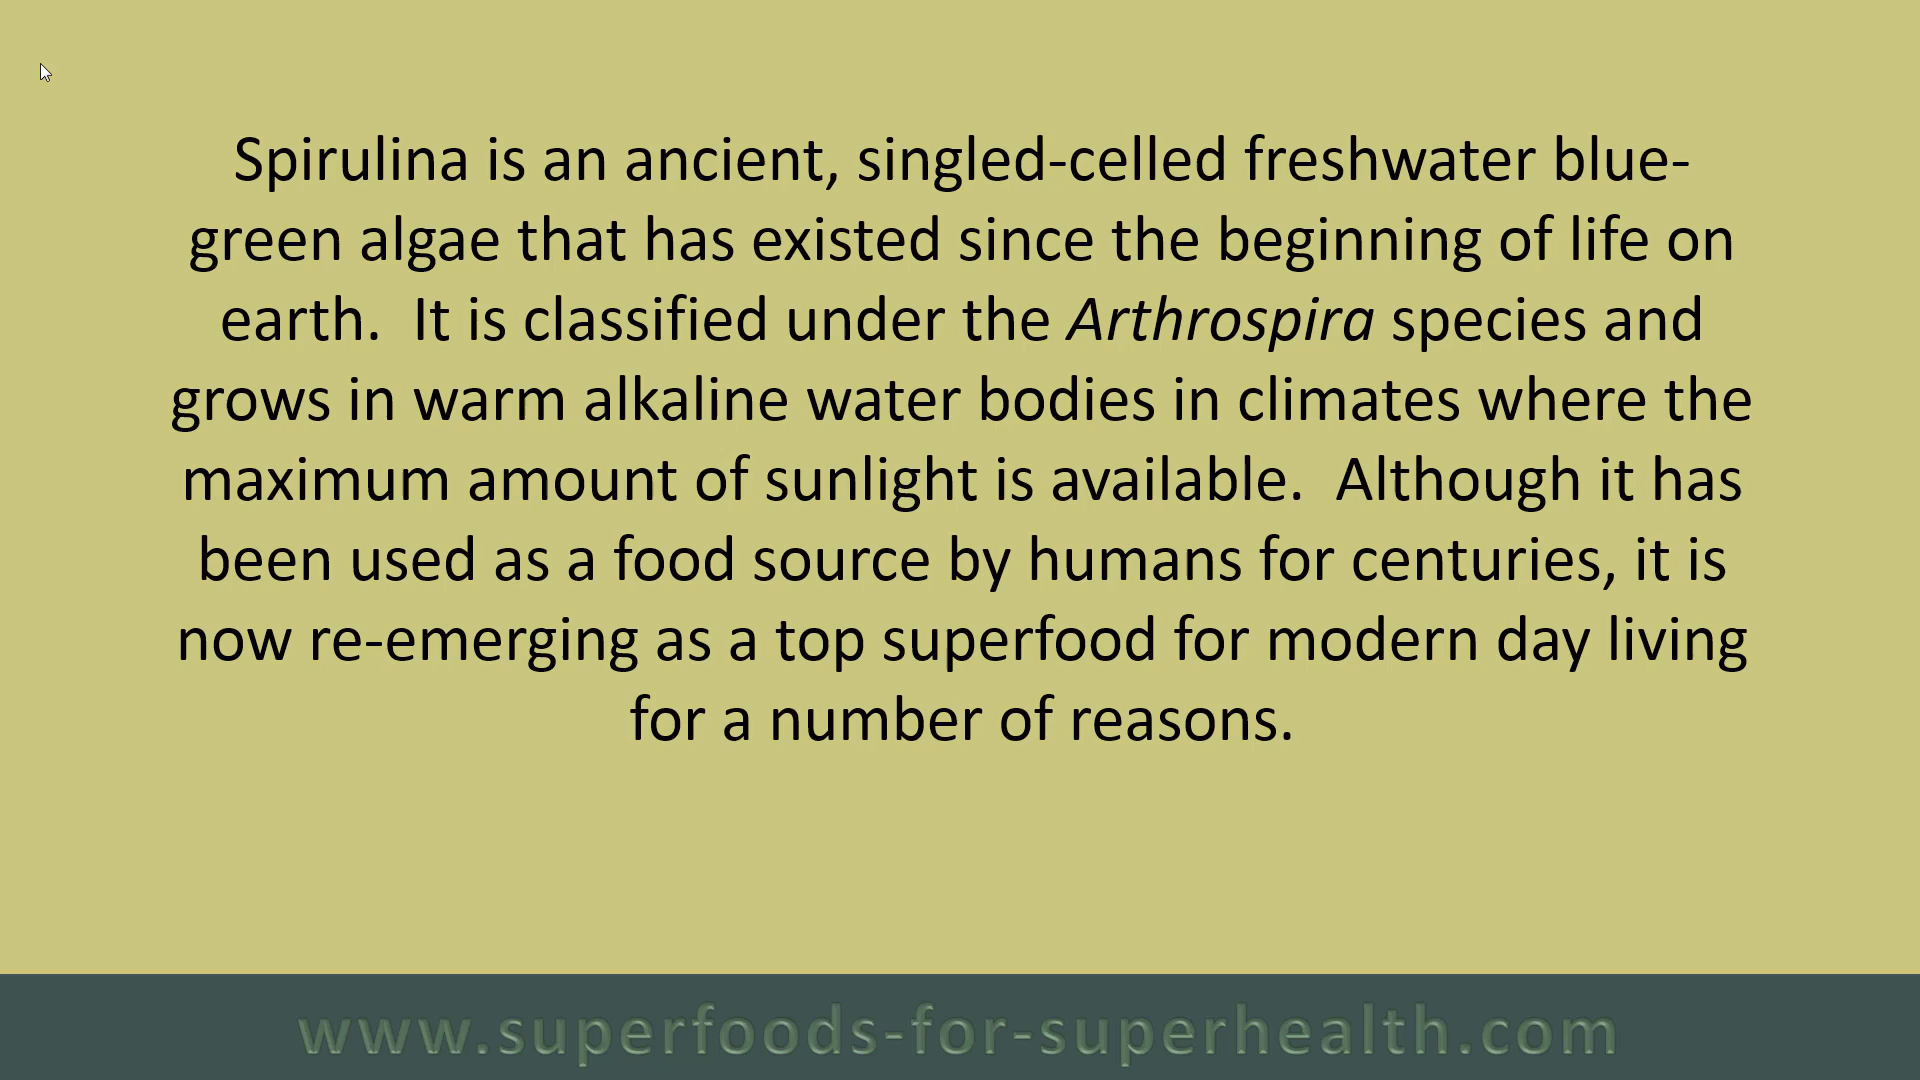 Spirulina is an ancient, singled-celled freshwater blue-
green algae that has existed since the beginning of life on
earth.  It is classified under the Arthrospira species and
grows in warm alkaline water bodies in climates where the
maximum amount of sunlight is available.  Although it has
been used as a food source by humans for centuries, it is
now re-emerging as a top superfood for modern day living
for a number of reasons.
www.superfoods-for-superhealth.com